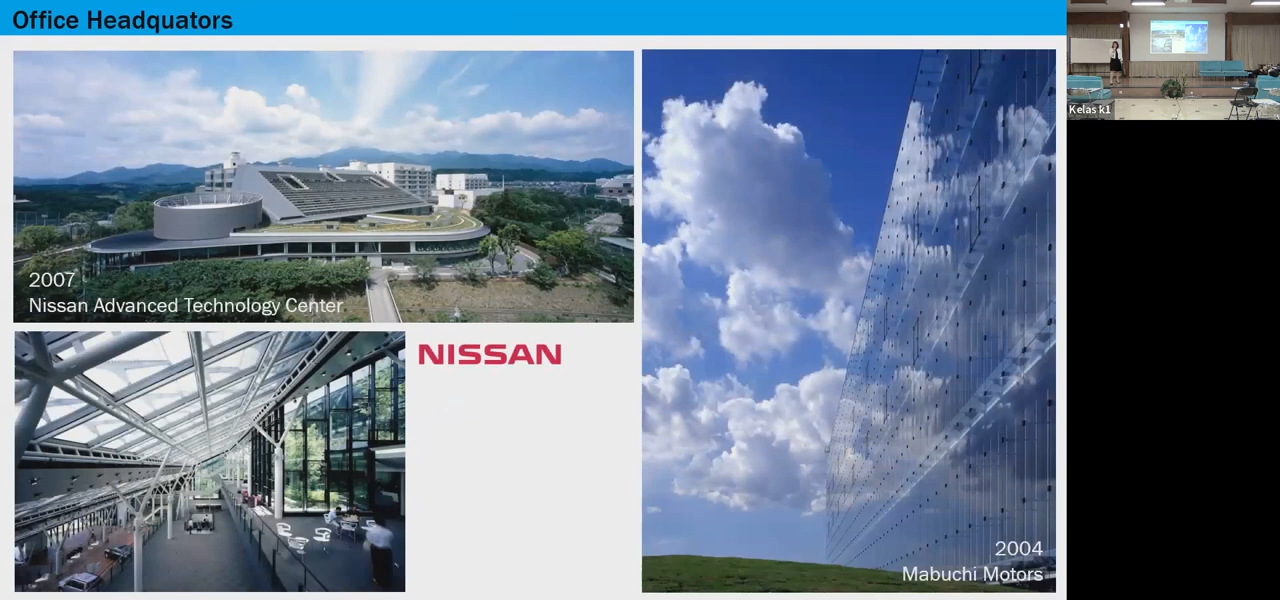 Office Headquators
2007
Nissan Advanced Technology Center
NISSAN
2004
Mabuchi Motors
Kelas k1